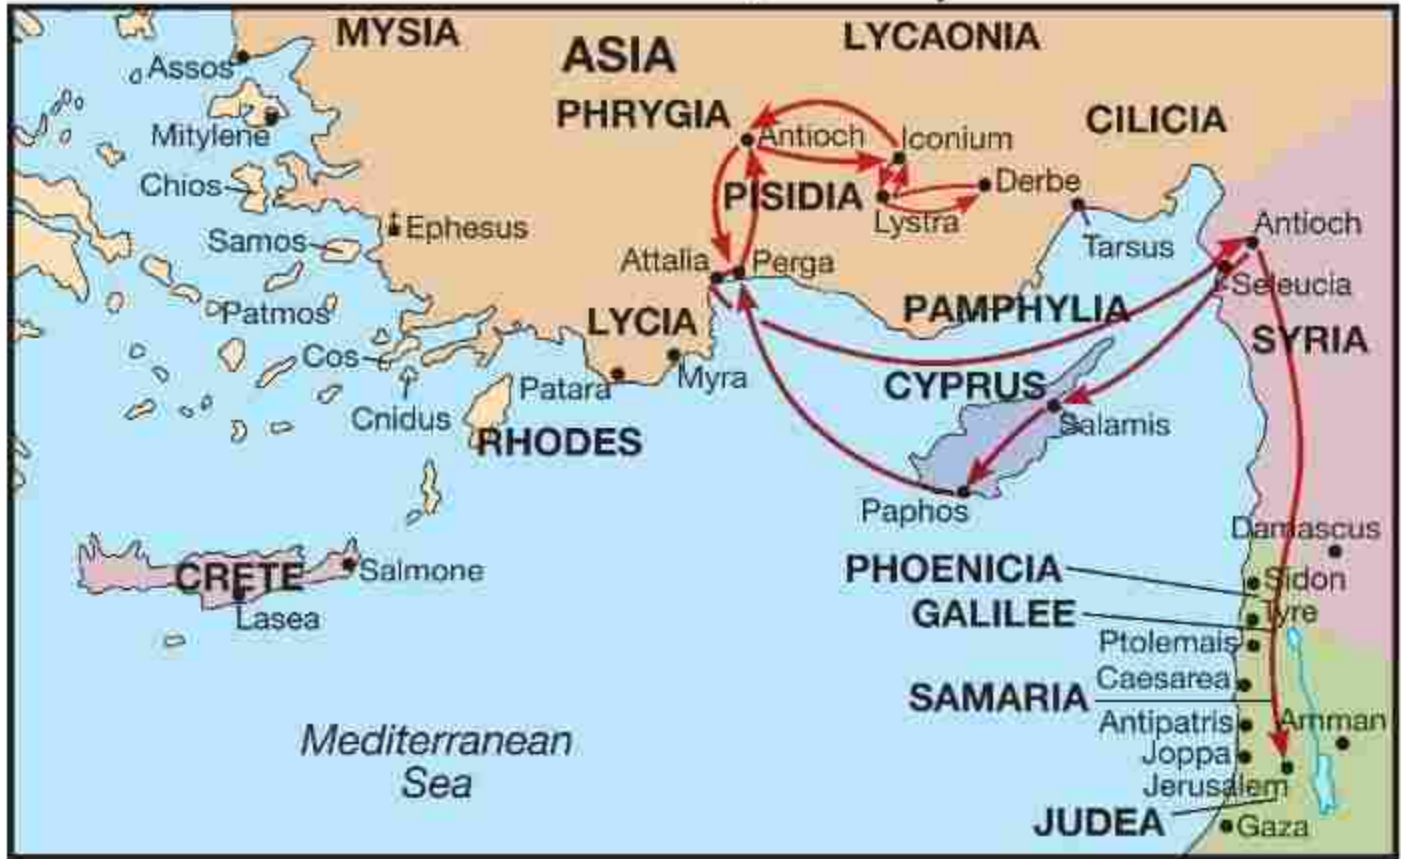 MYSIA
ASIA
LYCAONIA
Assos
PHRYGIA
CILICIA
Mitylene
Antioch
Iconium
Chios
PISIDIA
Derbe
Lystra
Ephesus
Samos
Tarsus
Antioch
Attalia
Perga
Seleucia
Patmos
LYCIA
PAMPHYLIA
SYRIA
Cos
Patara
Myra
CYPRUS
Cnidus
RHODES
Salamis
Paphos
Damascus
CRETE
Salmone
PHOENICIA
Sidon
Lasea
GALILEE
Tyre
Ptolemais
Caesarea
SAMARIA
Antipatris
Amman
Mediterranean
Sea
Joppa
Jerusalem
JUDEA
Gaza